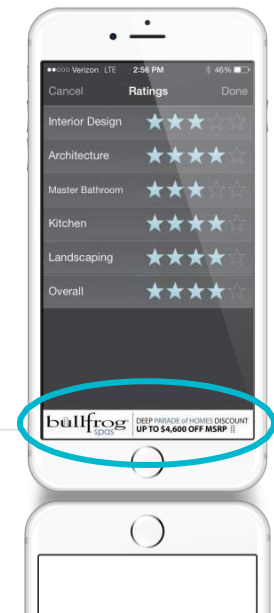 Verizon LTE 2:56 PM 46%
Cancel Ratings Done
Interior Design
Architecture
Master Bathroom
Kitchen
Landscaping
Overall
bullfrog spas
DEEP PARADE of HOMES DISCOUNT
UP TO $4,600 OFF MSRP